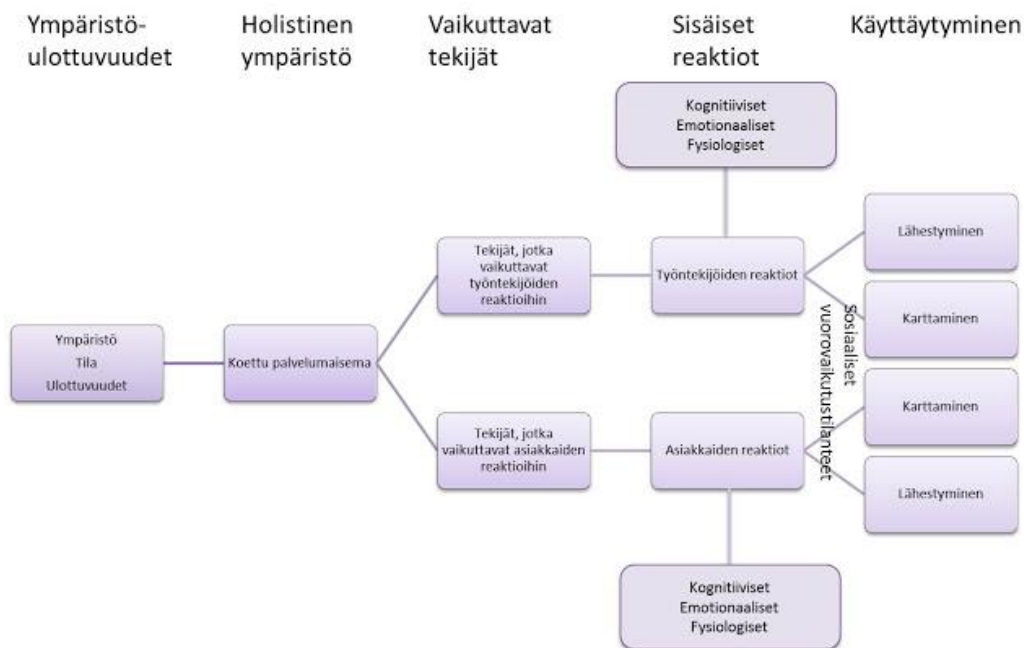 Ympäristö-
ulottuvuudet
Holistinen
ympäristö
Vaikuttavat
tekijät
Sisäiset
reaktiot
Käyttäytyminen
Kognitiiviset
Emotionaaliset
Fysiologiset
Ympäristö
Tila
Ulottuvuudet
Koettu palvelumaisema
Tekijät, jotka
vaikuttavat
työntekijöiden
reaktioihin
Työntekijöiden reaktiot
Lähestyminen
Karttaminen
Sosiaaliset
vuorovaikutustilanteet
Tekijät, jotka
vaikuttavat asiakkaiden
reaktioihin
Asiakkaiden reaktiot
Karttaminen
Lähestyminen
Kognitiiviset
Emotionaaliset
Fysiologiset